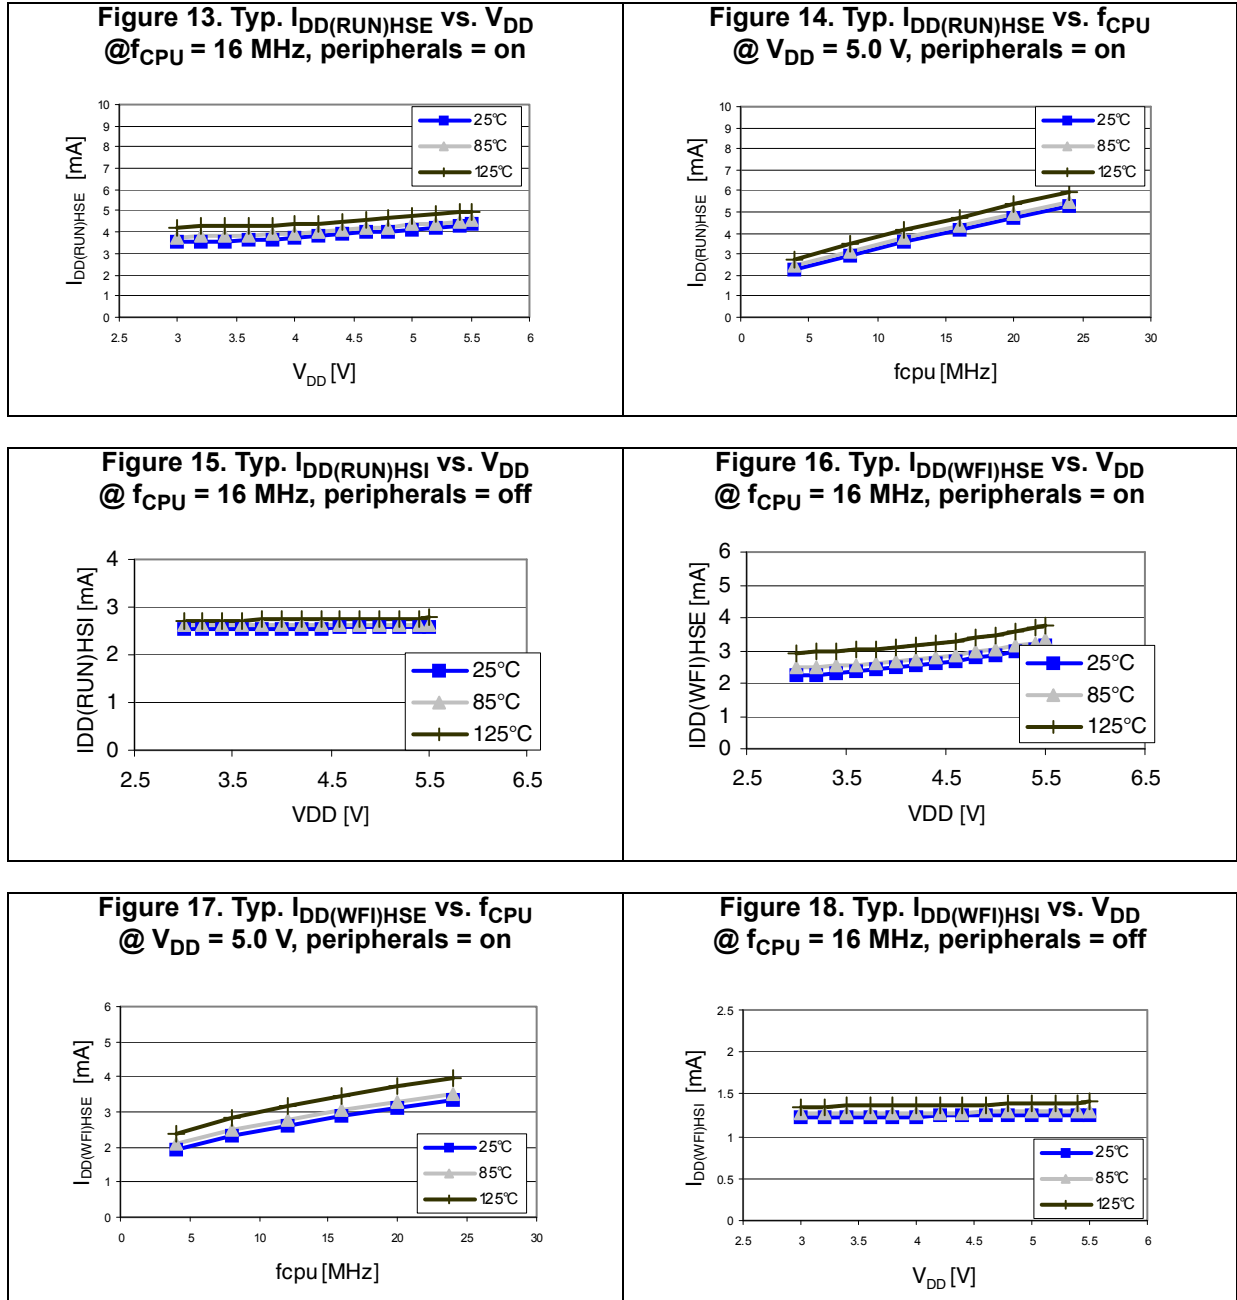 Figure 13. Typ. IDD(RUN)HSE vs. VDD
@fCPU = 16 MHz, peripherals = on
10
9
8
7
6
5
4
3
2
1
0
IDD(RUN)HSE [mA]
25°C
85°C
125°C
2.5 3 3.5 4 4.5 5 5.5 6
VDD [V]
Figure 14. Typ. IDD(RUN)HSE vs. fCPU
@ VDD = 5.0 V, peripherals = on
10
9
8
7
6
5
4
3
2
1
0
IDD(RUN)HSE [mA]
25°C
85°C
125°C
0 5 10 15 20 25 30
fcpu [MHz]
Figure 15. Typ. IDD(RUN)HSI vs. VDD
@ fCPU = 16 MHz, peripherals = off
4
3
2
1
0
IDD(RUN)HSI [mA]
25°C
85°C
125°C
2.5 3.5 4.5 5.5 6.5
VDD [V]
Figure 16. Typ. IDD(WFI)HSE vs. VDD
@ fCPU = 16 MHz, peripherals = on
6
5
4
3
2
1
0
IDD(WFI)HSE [mA]
25°C
85°C
125°C
2.5 3.5 4.5 5.5 6.5
VDD [V]
Figure 17. Typ. IDD(WFI)HSE vs. fCPU
@ VDD = 5.0 V, peripherals = on
6
5
4
3
2
1
0
IDD(WFI)HSE [mA]
25°C
85°C
125°C
0 5 10 15 20 25 30
fcpu [MHz]
Figure 18. Typ. IDD(WFI)HSI vs. VDD
@ fCPU = 16 MHz, peripherals = off
2.5
2
1.5
1
0.5
0
IDD(WFI)HSI [mA]
25°C
85°C
125°C
2.5 3 3.5 4 4.5 5 5.5 6
VDD [V]